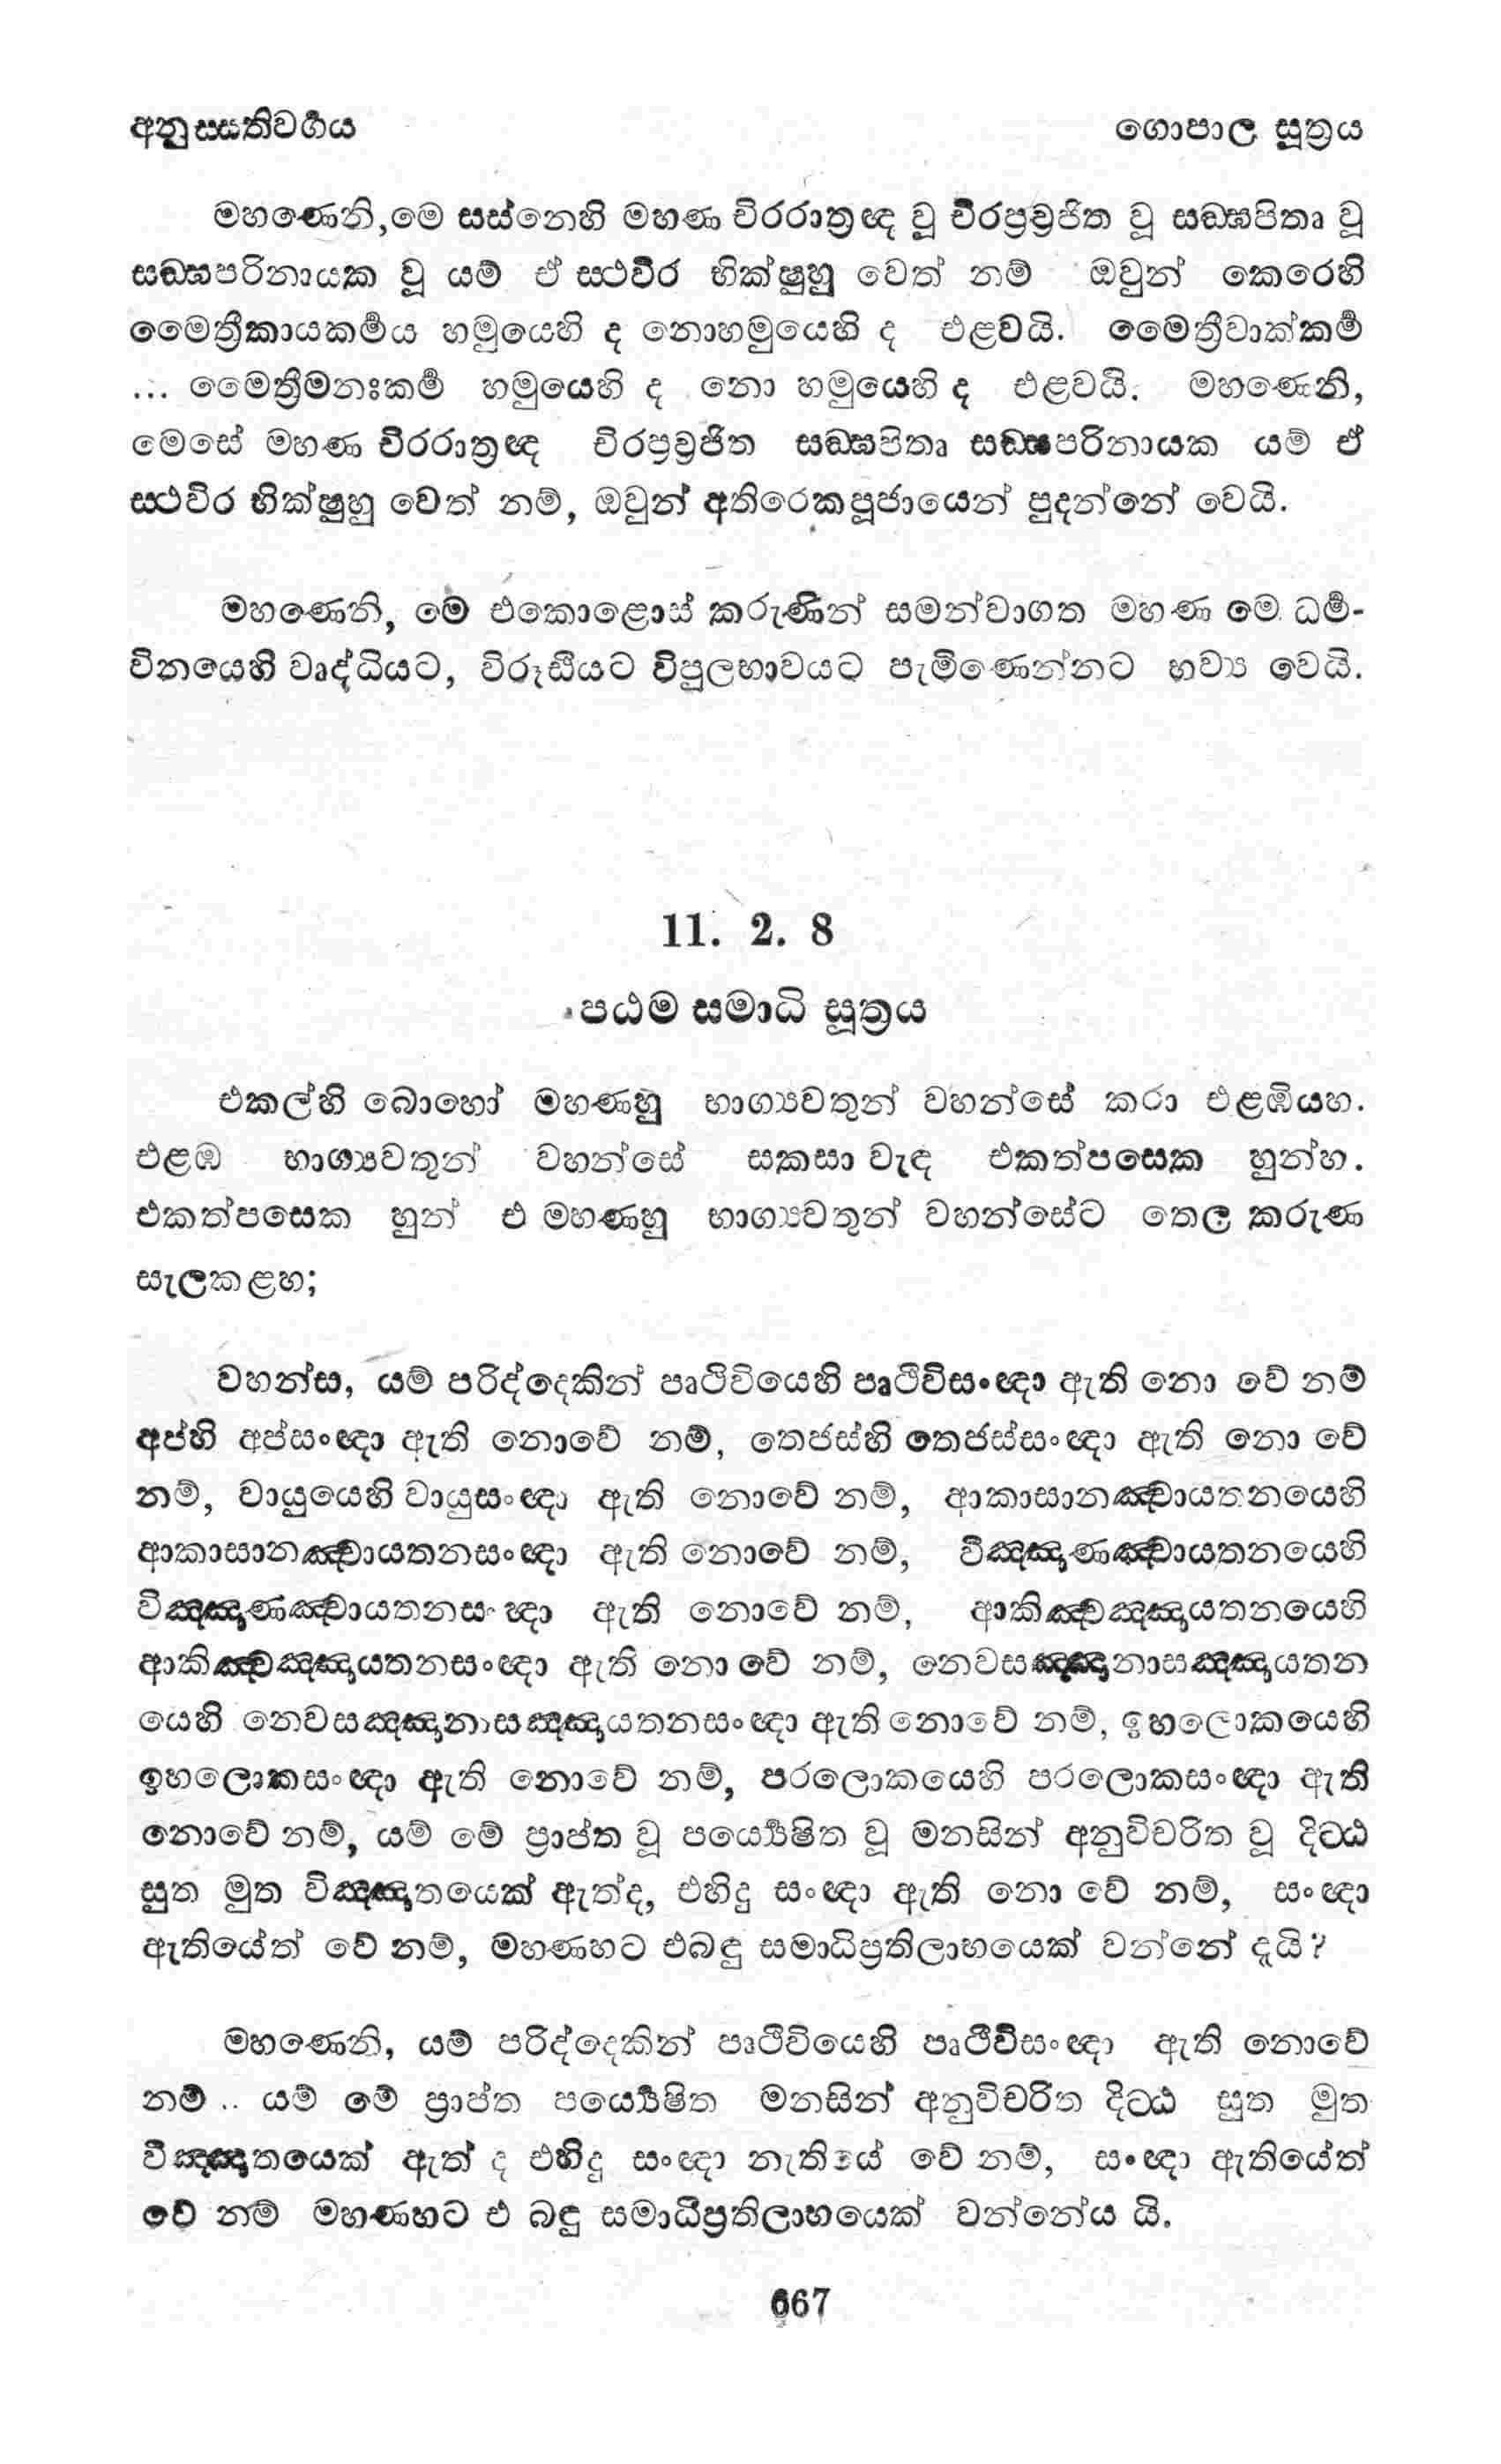 අනුස්සතිවර්‍ගය ගොපාල සූත්‍රය
මහණෙනි,මෙ සස්නෙහි මහණ චිරරාත්‍රඥ වූ චිරප්‍රව්‍රජිත වූ සඞ්ඝපිතෘ වූ
සඞ්ඝපරිනායක වූ යම් ඒ ස්ථවිර භික්ෂුහු වෙත් නම් ඔවුන් කෙරෙහි
මෛත්‍රීකායකර්‍මය හමුයෙහි ද නොහමුයෙහි ද එළවයි. මෛත්‍රීවාක්කර්‍ම
... මෛත්‍රීමනඃකර්‍ම හමුයෙහි ද නො හමුයෙහි ද එළවයි. මහණෙනි,
මෙසේ මහණ චිරරාත්‍රඥ චිරප්‍රව්‍රජිත සඞ්ඝපිතෘ සඞ්ඝපරිනායක යම් ඒ
ස්ථවිර භික්ෂුහු වෙත් නම්, ඔවුන් අතිරෙකපූජායෙන් පුදන්නේ වෙයි.
මහණෙනි, මෙ එකොළොස් කරුණින් සමන්වාගත මහණ මෙ ධර්‍ම-
විනයෙහි වෘද්ධියට, විරූඪියට විපුලභාවයට පැමිණෙන්නට භව්‍ය වෙයි.
11. 2. 8
පඨම සමාධි සූත්‍රය
එකල්හි බොහෝ මහණහු භාග්‍යවතුන් වහන්සේ කරා එළඹියහ.
එළඹ භාග්‍යවතුන් වහන්සේ සකසා වැඳ එකත්පසෙක හුන්හ.
එකත්පසෙක හුන් එ මහණහු භාග්‍යවතුන් වහන්සේට තෙල කරුණ
සැලකළහ;
වහන්ස, යම් පරිද්දෙකින් පෘථිවියෙහි පෘථිවිසංඥා ඇති නො වේ නම්
අප්හි අප්සංඥා ඇති නොවේ නම්, තෙජස්හි තෙජස්සංඥා ඇති නො වේ
නම්, වායුයෙහි වායුසංඥා ඇති නොවේ නම්, ආකාසානඤ්චායතනයෙහි
ආකාසානඤ්චායතනසංඥා ඇති නොවේ නම්, විඤ්ඤාණඤ්චායතනයෙහි
විඤ්ඤාණඤ්චායතනසංඥා ඇති නොවේ නම්, ආකිඤ්චඤ්ඤායතනයෙහි
ආකිඤ්චඤ්ඤායතනසංඥා ඇති නො වේ නම්, නෙවසඤ්ඤානාසඤ්ඤායතන
යෙහි නෙවසඤ්ඤානාසඤ්ඤායතනසංඥා ඇති නොවේ නම්, ඉහලොකයෙහි
ඉහලොකසංඥා ඇති නොවේ නම්, පරලොකයෙහි පරලොකසංඥා ඇති
නොවේ නම්, යම් මේ ප්‍රාප්ත වූ පර්‍ය්‍යෙෂිත වූ මනසින් අනුවිචරිත වූ දිට්ඨ
සුත මුත විඤ්ඤාතයෙක් ඇත්ද, එහිදු සංඥා ඇති නො වේ නම්, සංඥා
ඇතියේත් වේ නම්, මහණහට එබඳු සමාධිප්‍රතිලාභයෙක් වන්නේ දැයි?
මහණෙනි, යම් පරිද්දෙකින් පෘථිවියෙහි පෘථිවිසංඥා ඇති නොවේ
නම් .. යම් මේ ප්‍රාප්ත පර්‍ය්‍යෙෂිත මනසින් අනුවිචරිත දිට්ඨ සුත මුත
විඤ්ඤාතයෙක් ඇත් ද එහිදු සංඥා නැතියේ වේ නම්, සංඥා ඇතියේත්
වේ නම් මහණහට එ බඳු සමාධිප්‍රතිලාභයෙක් වන්නේය යි.
667